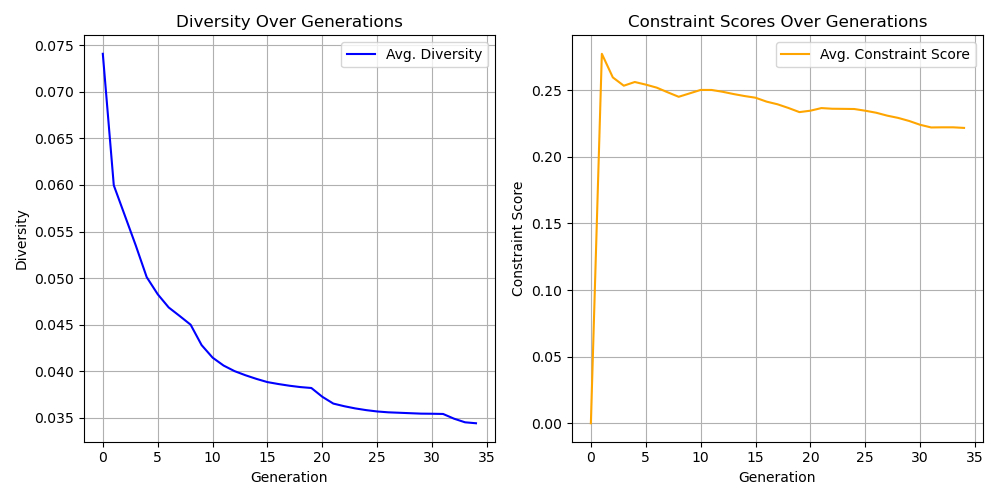 Diversity Over Generations
Avg. Diversity
0.075
0.070
0.065
0.060
0.055
0.050
0.045
0.040
0.035
Diversity
0 5 10 15 20 25 30 35
Generation
Constraint Scores Over Generations
Avg. Constraint Score
0.25
0.20
0.15
0.10
0.05
0.00
Constraint Score
0 5 10 15 20 25 30 35
Generation